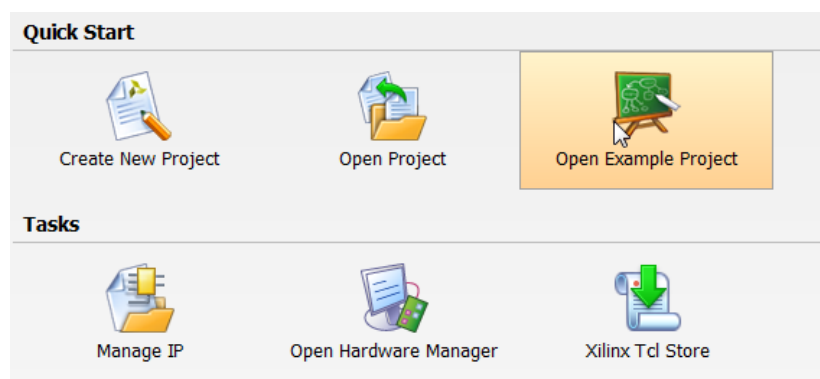 Quick Start
Create New Project
Open Project
Open Example Project
Tasks
Manage IP
Open Hardware Manager
Xilinx Tcl Store